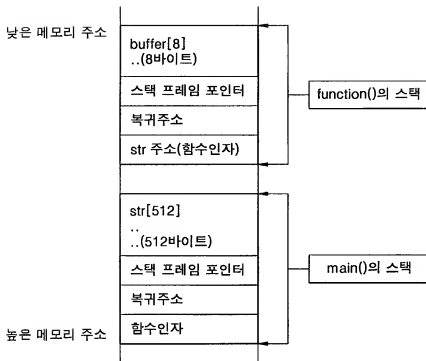 낮은 메모리 주소
buffer[8]
..(8바이트)
스택 프레임 포인터
function()의 스택
복귀주소
str 주소(함수인자)
str[512]
..
..(512바이트)
스택 프레임 포인터
main()의 스택
복귀주소
높은 메모리 주소
함수인자